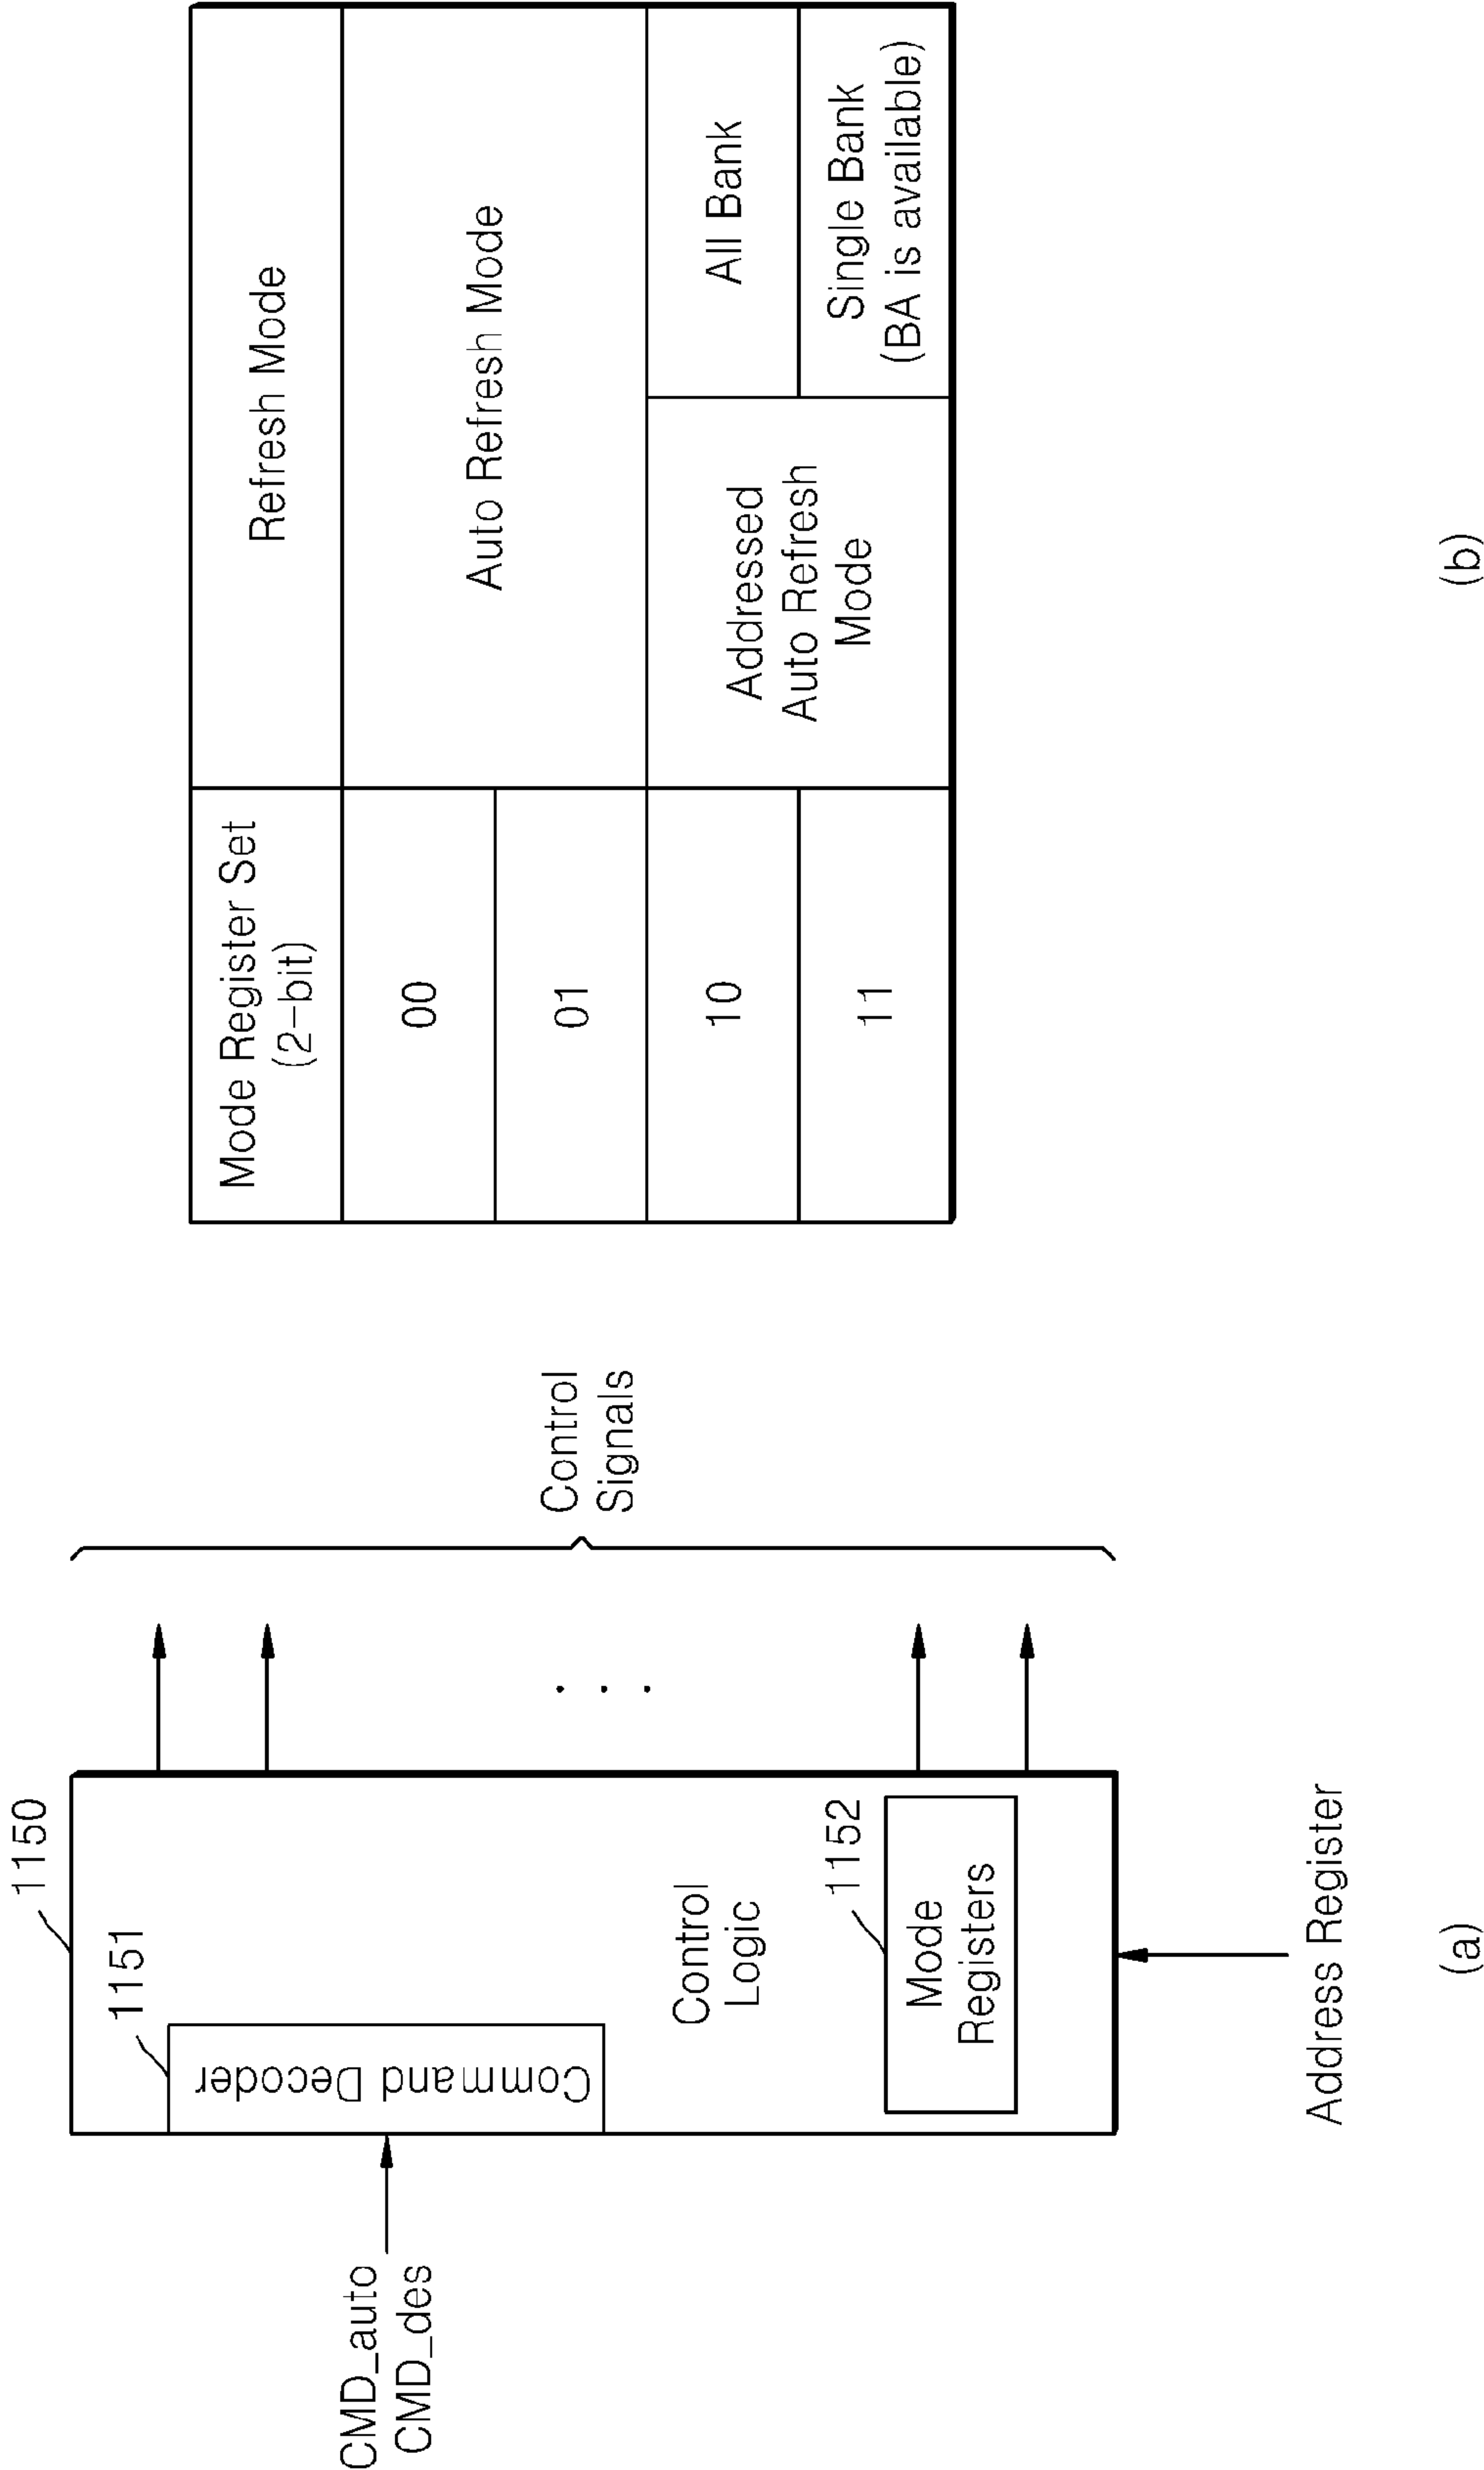 1150
1151
Command Decoder
CMD_auto
CMD_des
Control
Logic
1152
Mode
Registers
Control
Signals
. . .
Address Register
(a)
Mode Register Set
(2-bit)
Refresh Mode
00
01
Auto Refresh Mode
10
11
Addressed
Auto Refresh
Mode
All Bank
Single Bank
(BA is available)
(b)